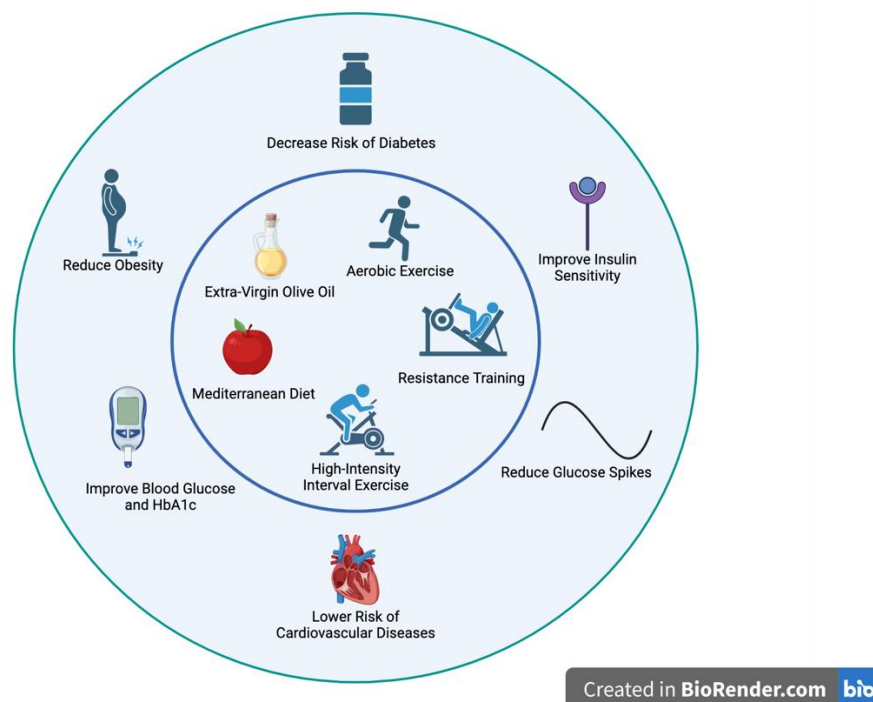 Decrease Risk of Diabetes
Reduce Obesity
Improve Insulin
Sensitivity
Extra-Virgin Olive Oil
Aerobic Exercise
Mediterranean Diet
Resistance Training
High-Intensity
Interval Exercise
Improve Blood Glucose
and HbA1c
Reduce Glucose Spikes
Lower Risk of
Cardiovascular Diseases
Created in BioRender.com bio